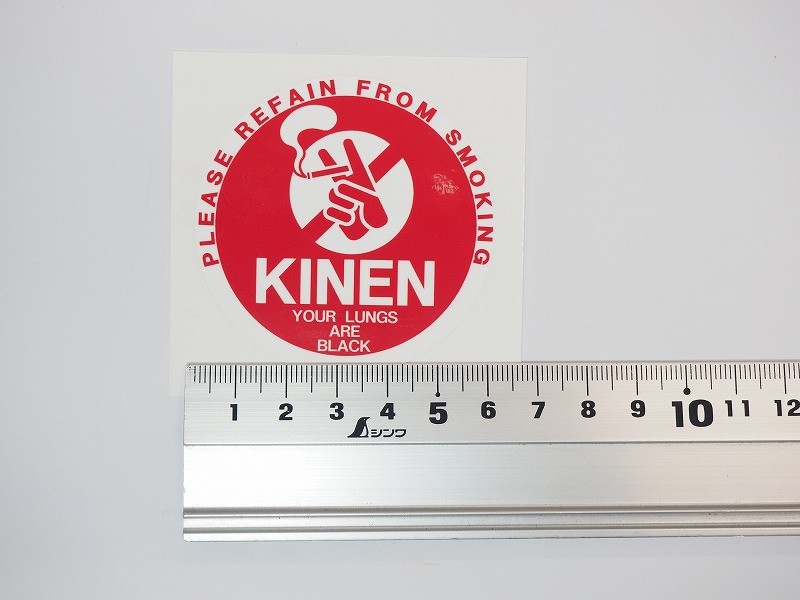 PLEASE REFAIN FROM SMOKING
KINEN
YOUR LUNGS
ARE
BLACK
1 2 3 4 5 6 7 8 9 10 11 12
シンワ